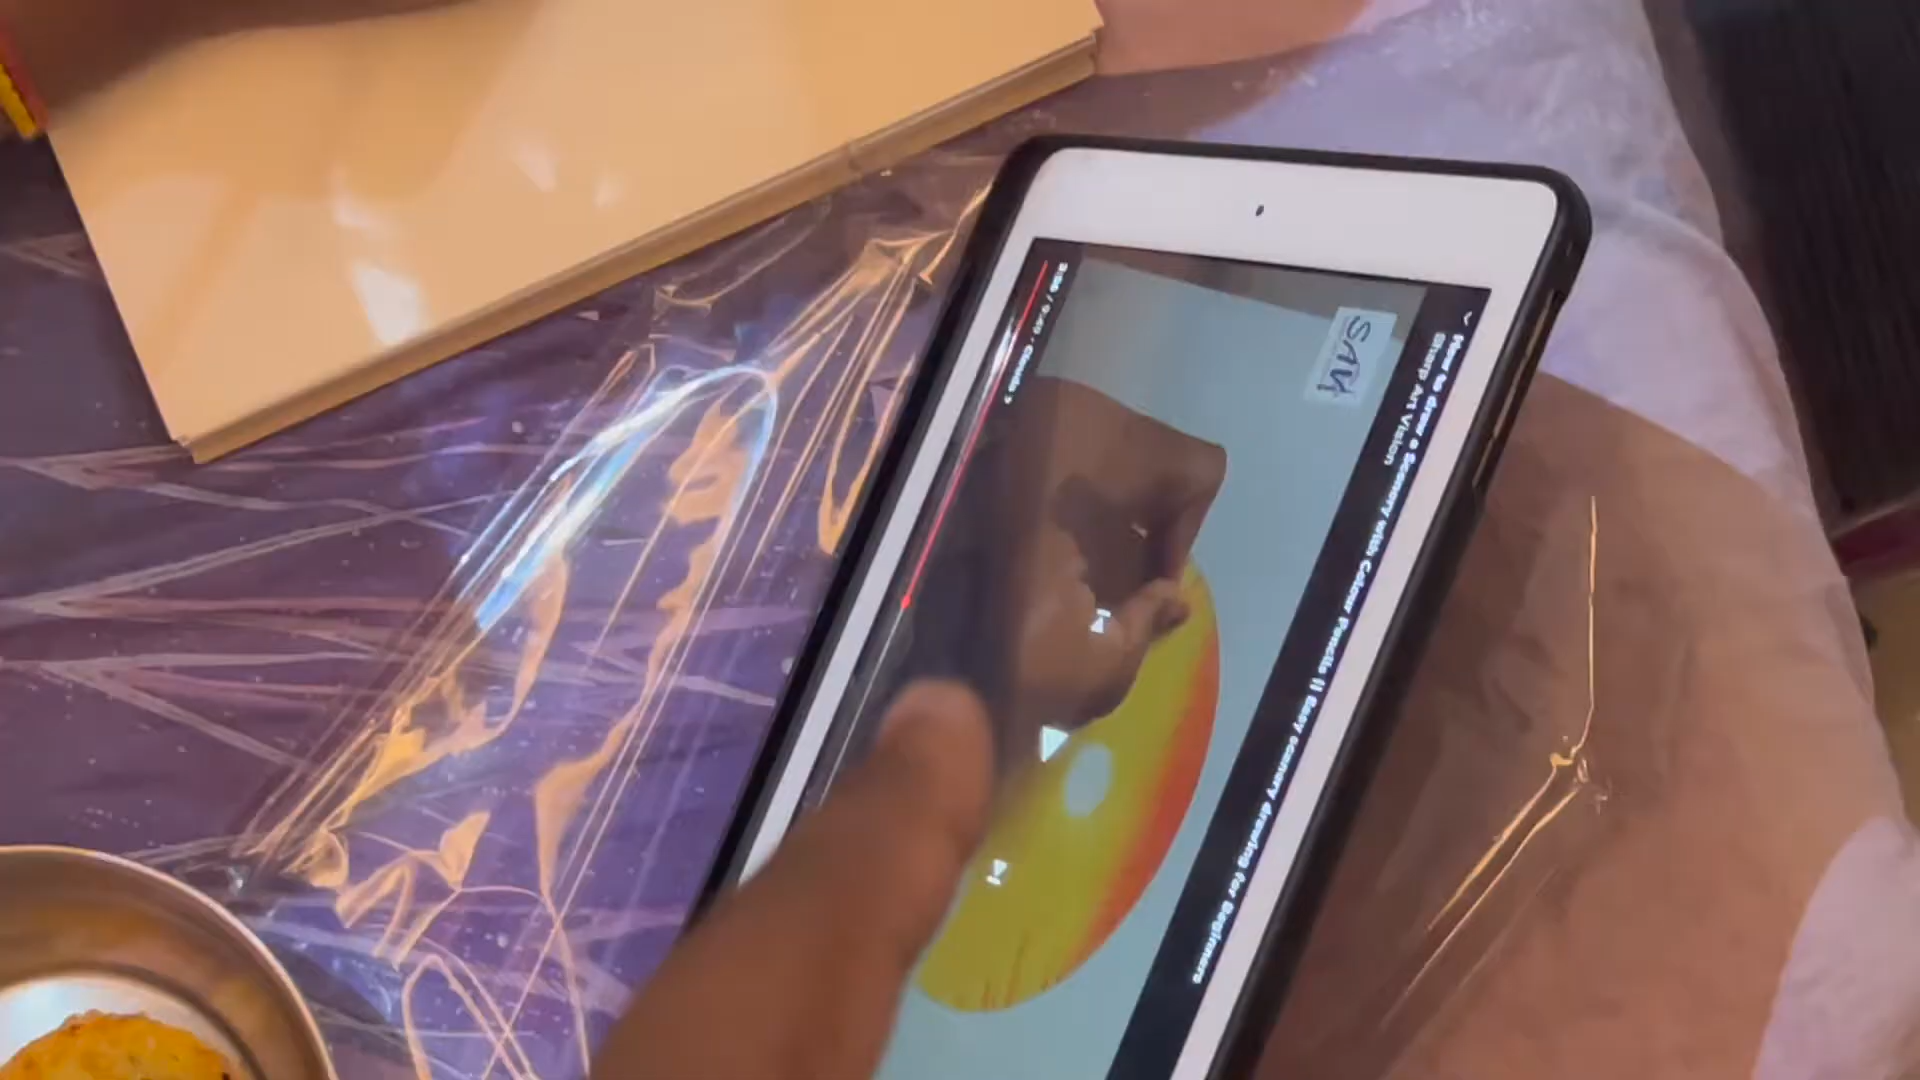 How to draw a Scenery with Colour Pencils || Easy scenery drawing for Beginners
Sharp Art Vision
SAV